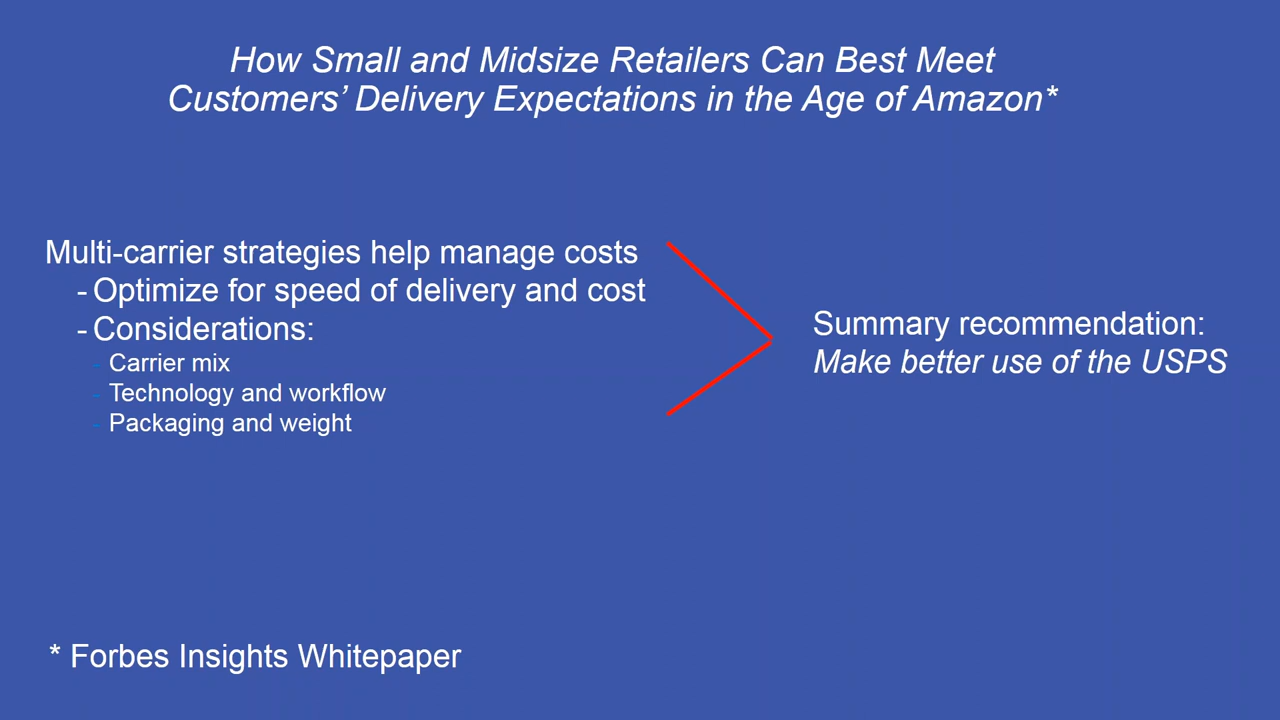 How Small and Midsize Retailers Can Best Meet
Customers’ Delivery Expectations in the Age of Amazon*
Multi-carrier strategies help manage costs
- Optimize for speed of delivery and cost
- Considerations:
- Carrier mix
- Technology and workflow
- Packaging and weight
Summary recommendation:
Make better use of the USPS
* Forbes Insights Whitepaper